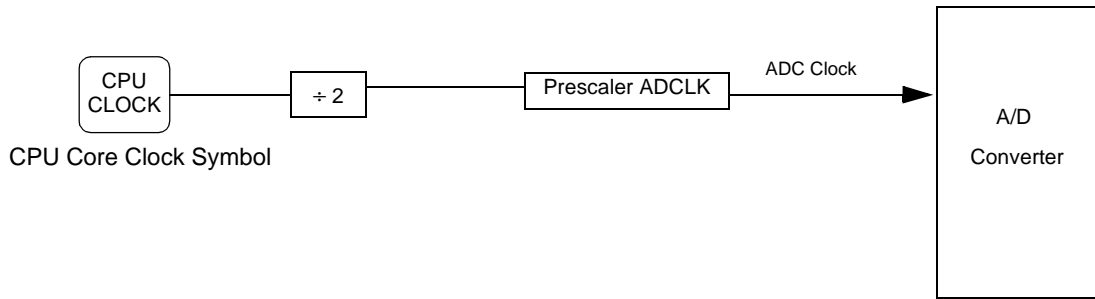 CPU
CLOCK
÷ 2
Prescaler ADCLK
ADC Clock
A/D
Converter
CPU Core Clock Symbol